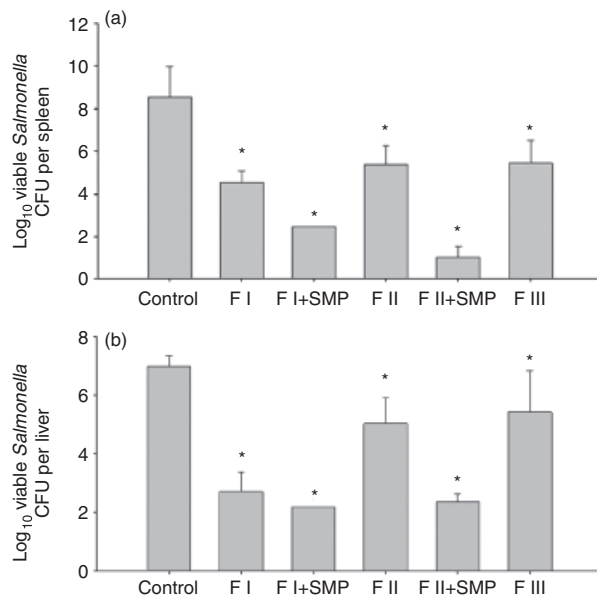 (a)
Log10 viable Salmonella
CFU per spleen
12
10
8
6
4
2
0
* * * * *
Control F I F I+SMP F II F II+SMP F III
(b)
Log10 viable Salmonella
CFU per liver
8
6
4
2
0
* * * * *
Control F I F I+SMP F II F II+SMP F III